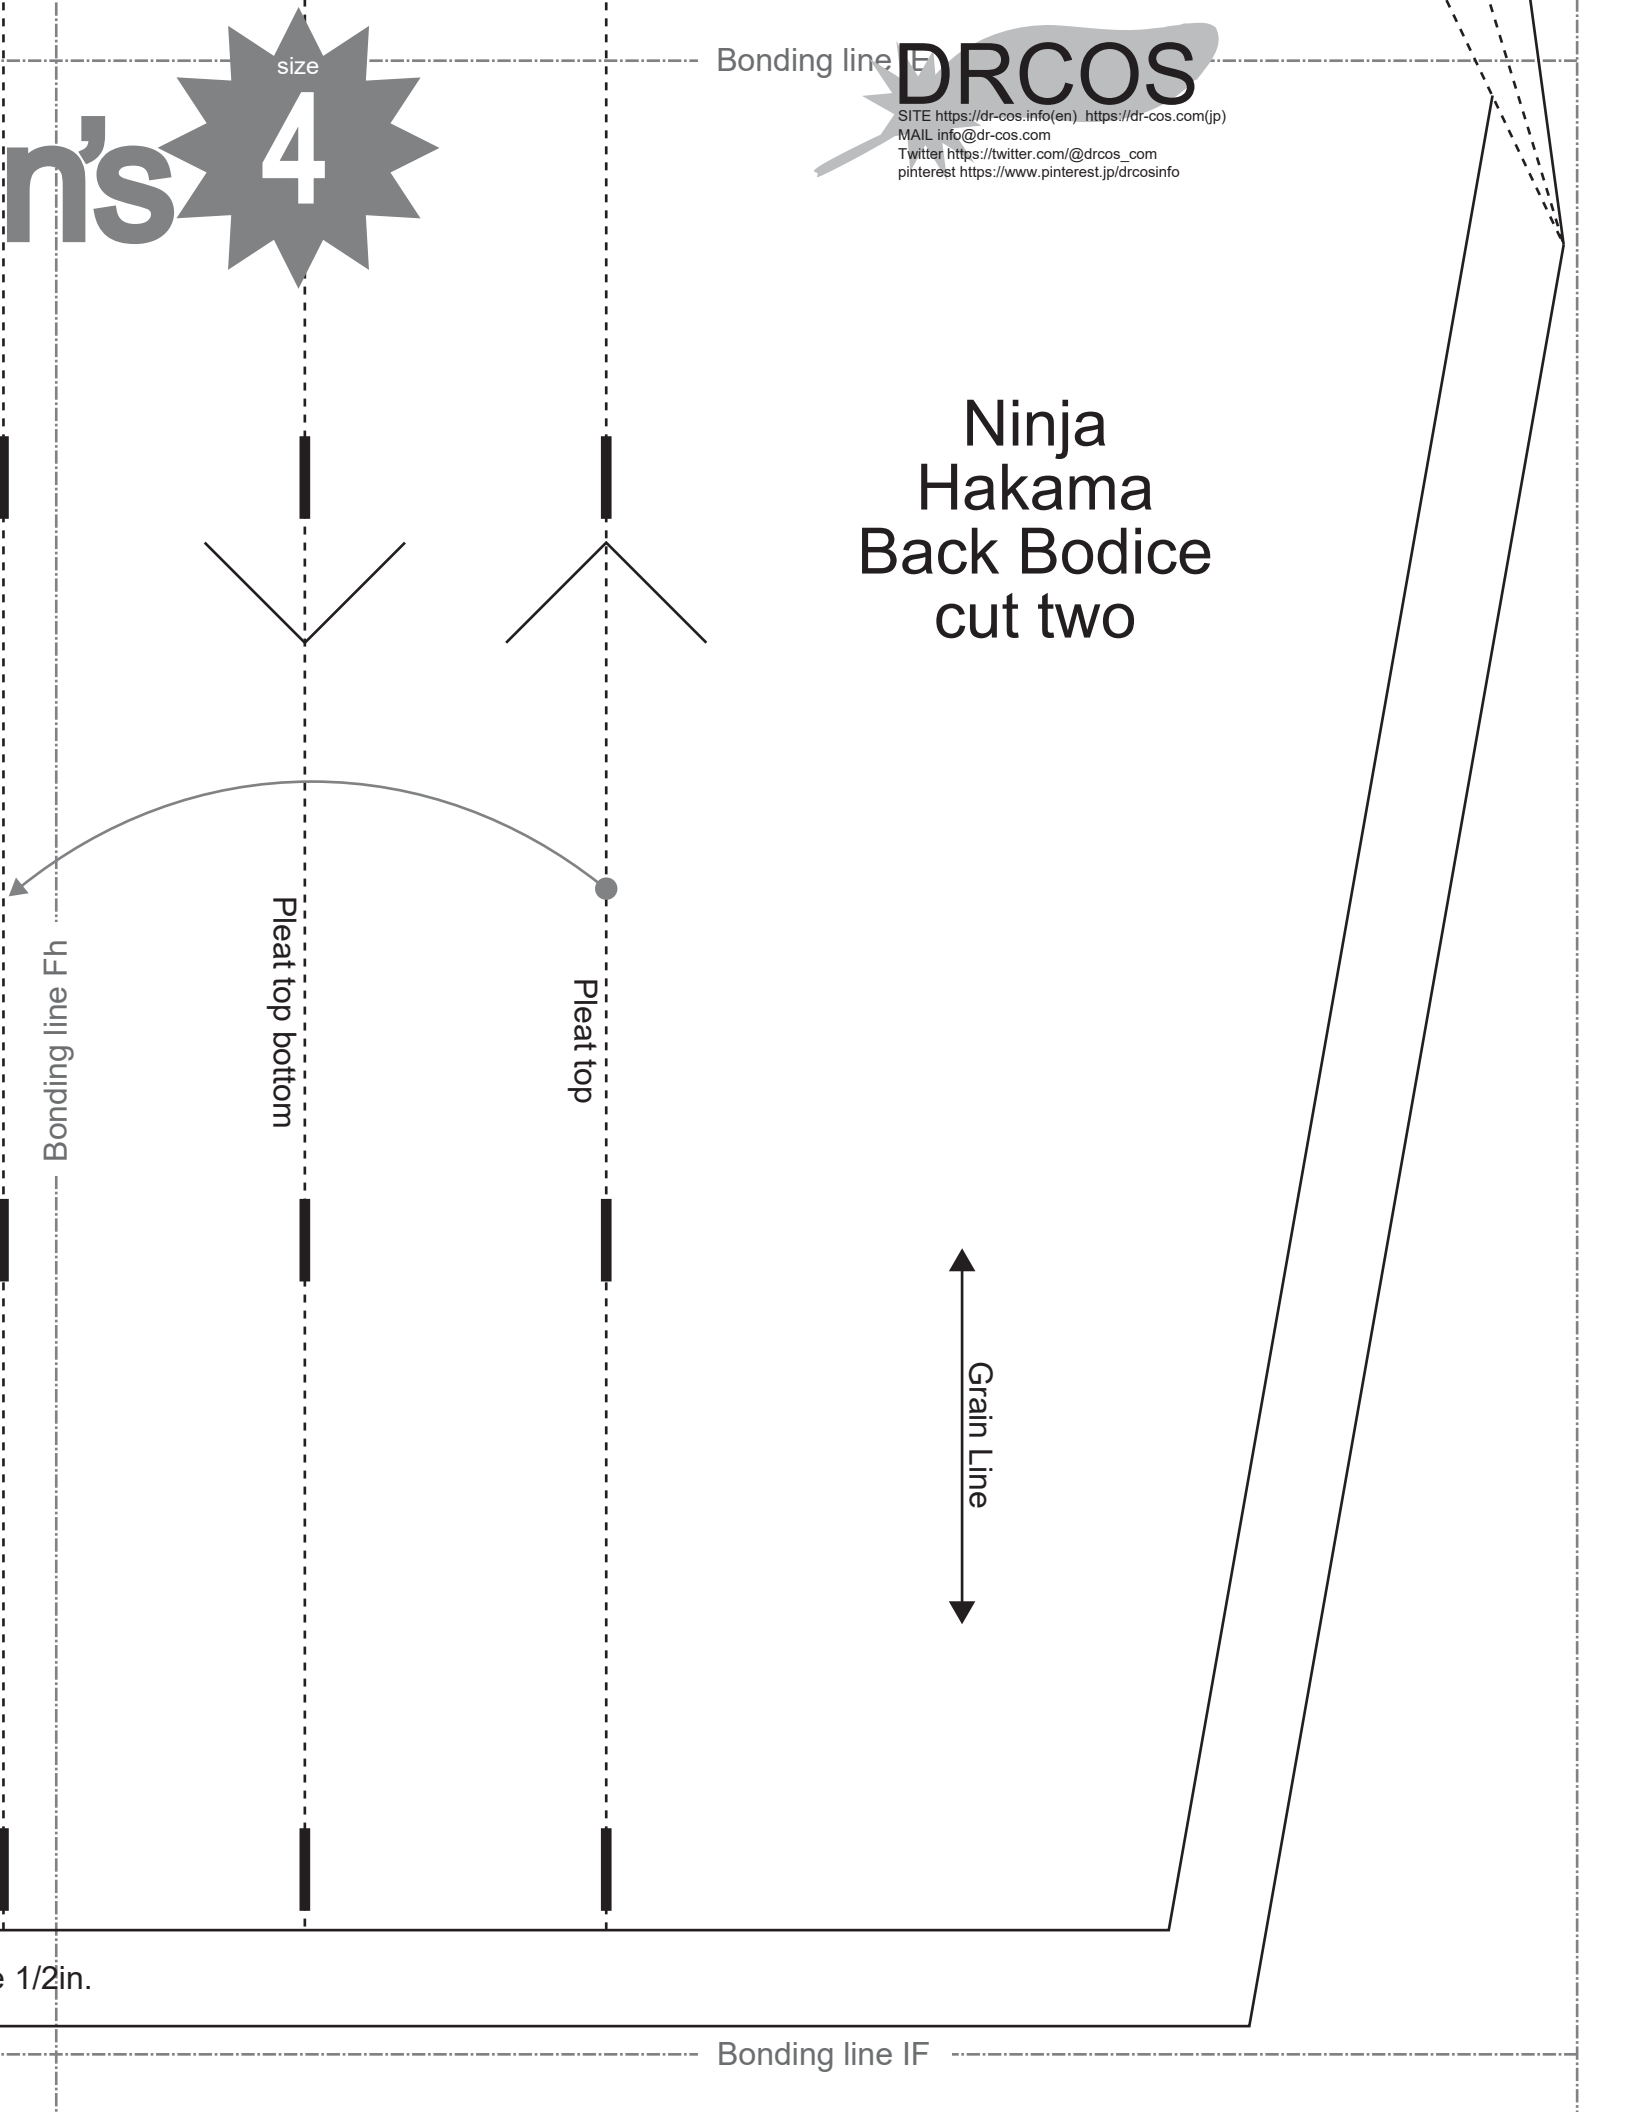 size
4
n's
Bonding line IE
DRCOS
SITE https://dr-cos.info(en) https://dr-cos.com(jp)
MAIL info@dr-cos.com
Twitter https://twitter.com/@drcos_com
pinterest https://www.pinterest.jp/drcosinfo
Ninja
Hakama
Back Bodice
cut two
Bonding line Fh
Pleat top bottom
Pleat top
Grain Line
1/2in.
Bonding line IF